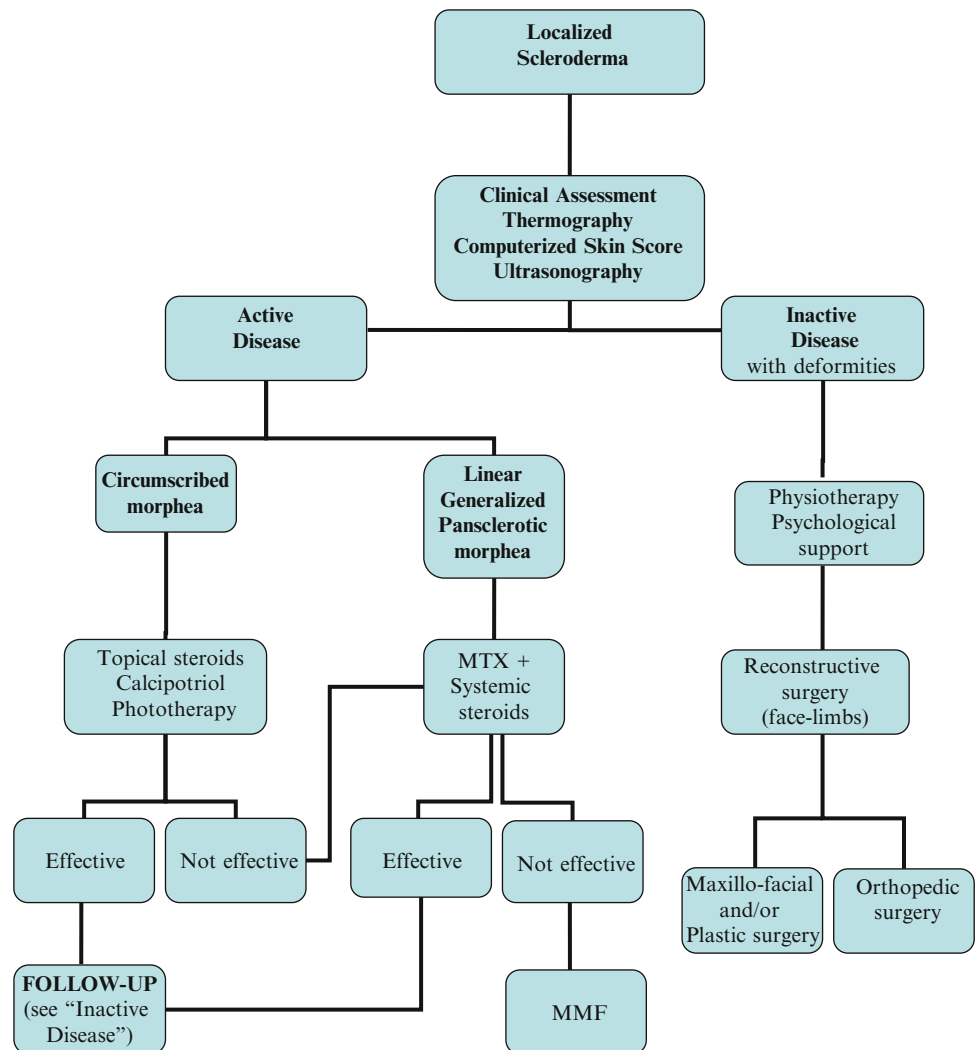 Localized
Scleroderma
Clinical Assessment
Thermography
Computerized Skin Score
Ultrasonography
Active
Disease
Inactive
Disease
with deformities
Circumscribed
morphea
Linear
Generalized
Pansclerotic
morphea
Physiotherapy
Psychological
support
Topical steroids
Calcipotriol
Phototherapy
MTX +
Systemic
steroids
Reconstructive
surgery
(face-limbs)
Effective
Not effective
Effective
Not effective
Maxillo-facial
and/or
Plastic surgery
Orthopedic
surgery
FOLLOW-UP
(see “Inactive
Disease”)
MMF